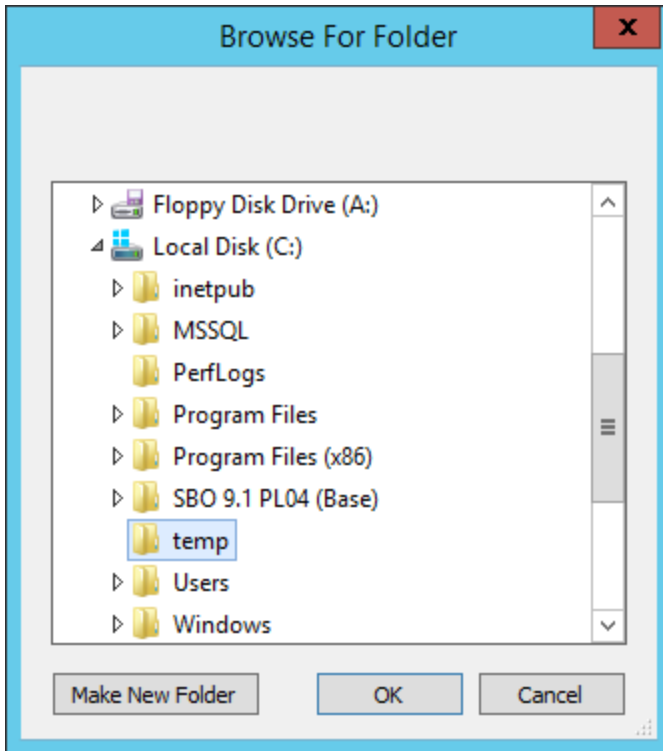 Browse For Folder
x
Floppy Disk Drive (A:)
Local Disk (C:)
inetpub
MSSQL
PerfLogs
Program Files
Program Files (x86)
SBO 9.1 PL04 (Base)
temp
Users
Windows
Make New Folder OK Cancel